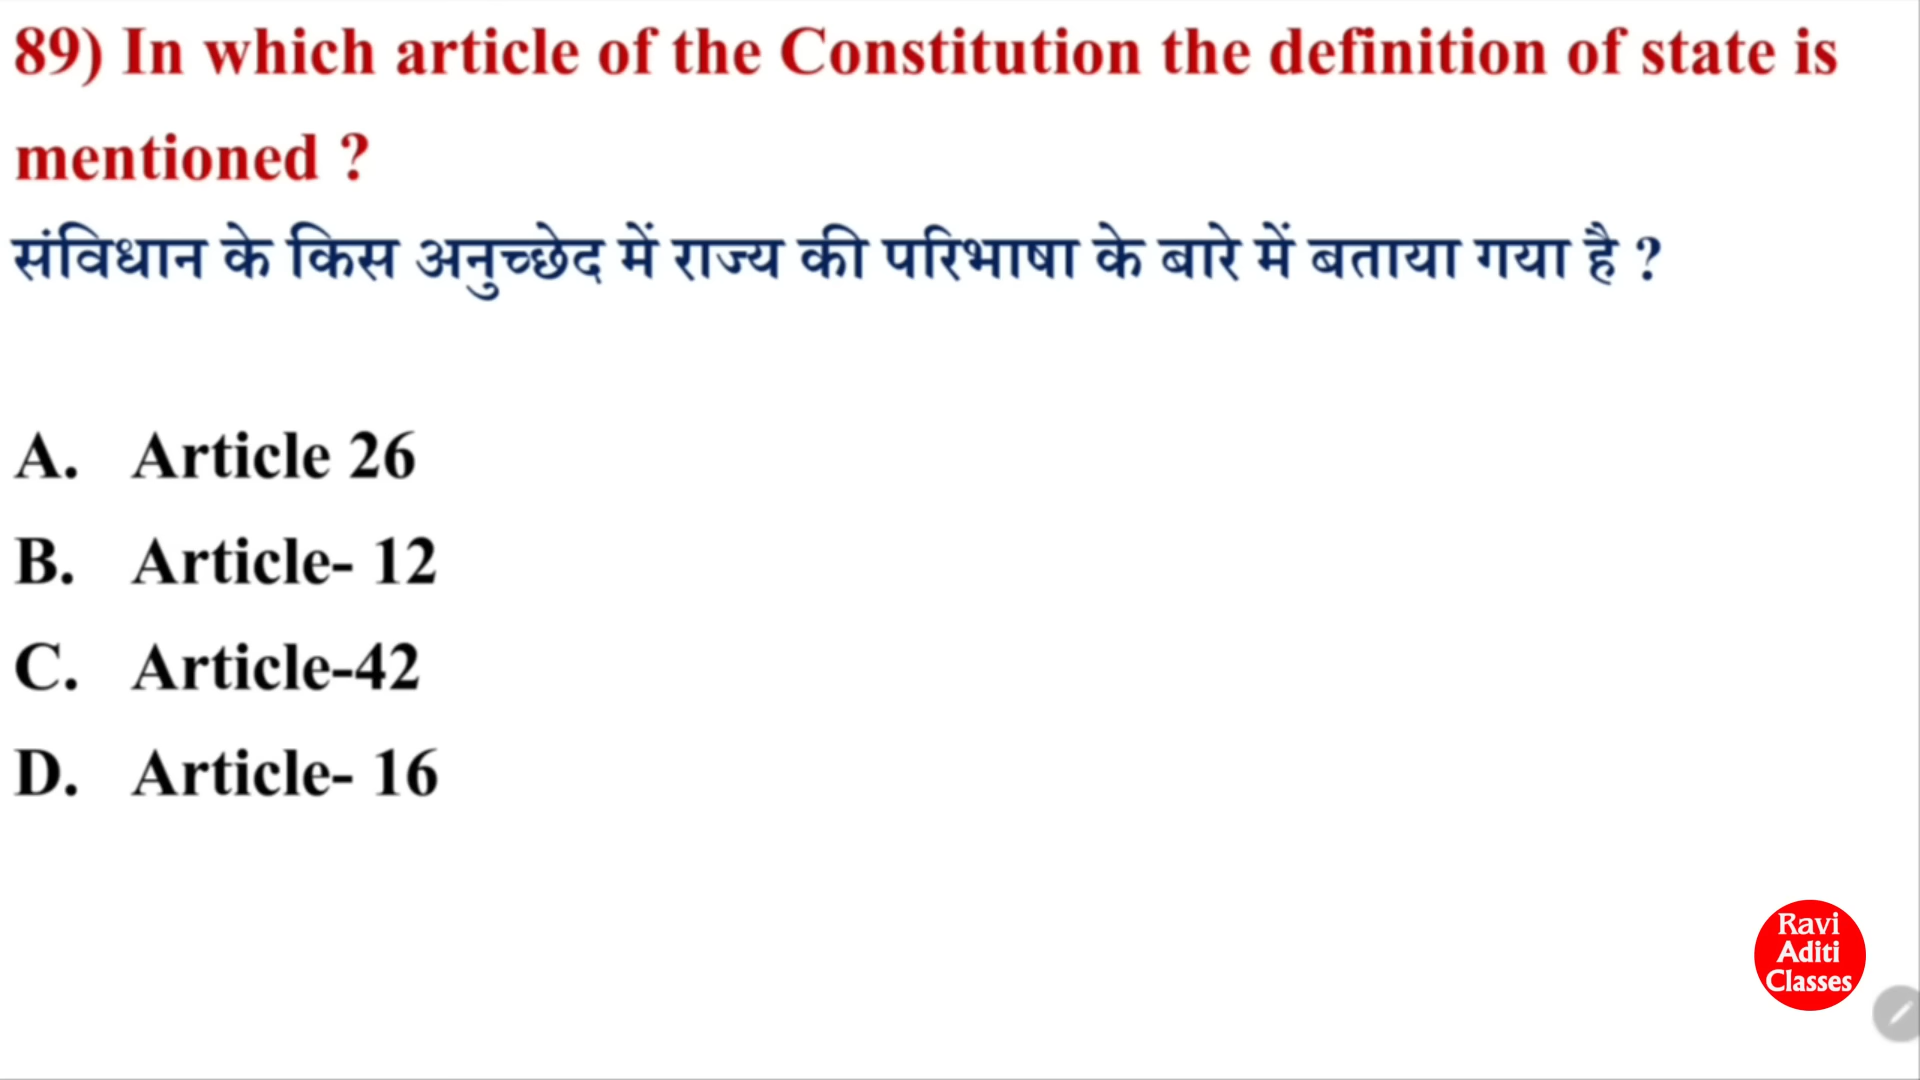 89) In which article of the Constitution the definition of state is
mentioned ?
संविधान के किस अनुच्छेद में राज्य की परिभाषा के बारे में बताया गया है ?
A. Article 26
B. Article- 12
C. Article-42
D. Article- 16
Ravi
Aditi
Classes